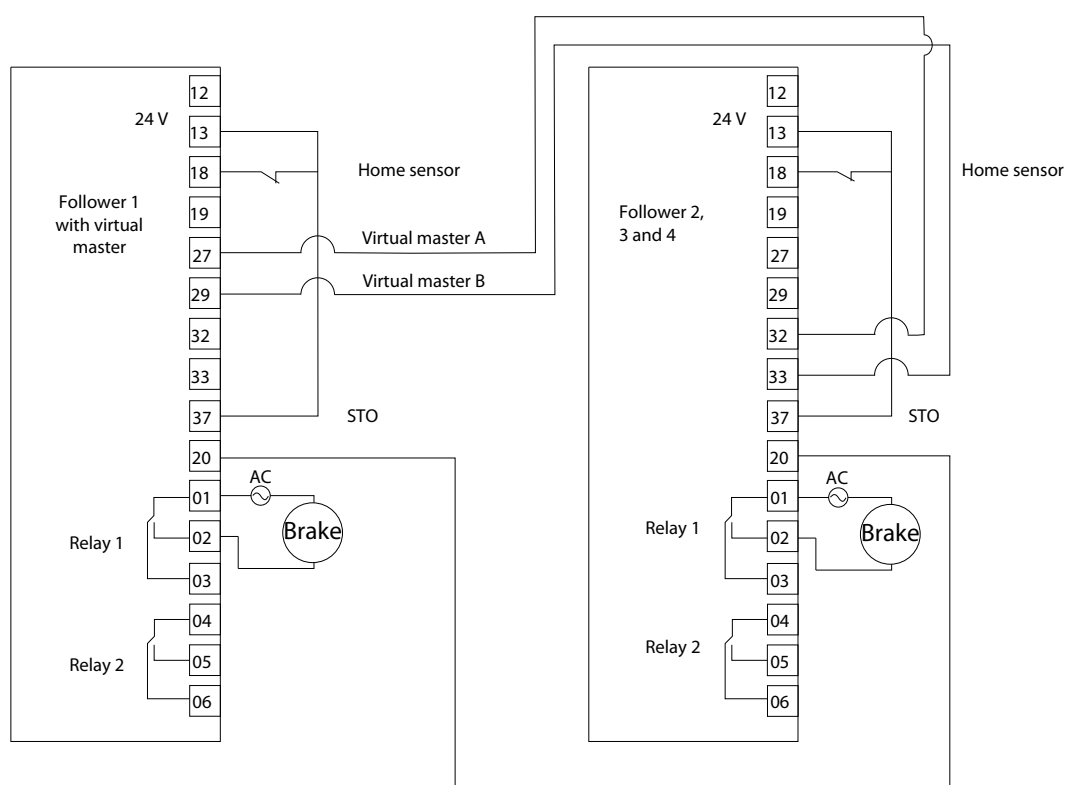 12
24 V
13
18
Home sensor
Follower 1
with virtual
master
19
27
Virtual master A
29
Virtual master B
32
33
37
STO
20
AC
01
Relay 1
02
Brake
03
04
Relay 2
05
06
12
24 V
13
18
Home sensor
Follower 2,
3 and 4
19
27
29
32
33
37
STO
20
AC
01
Relay 1
02
Brake
03
04
Relay 2
05
06